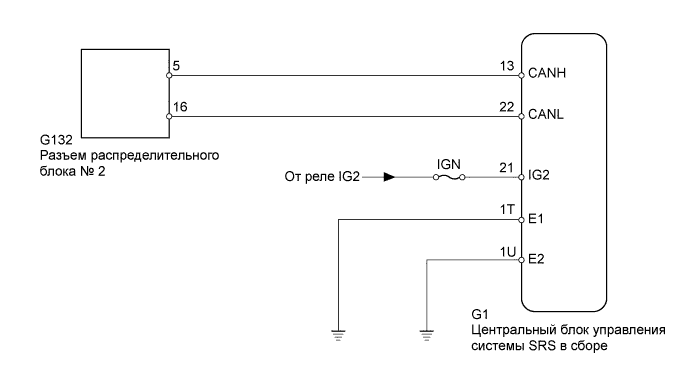 5
13
CANH
16
22
CANL
G132
Разъем распределительного
блока № 2
От реле IG2
IGN
21
IG2
1T
E1
1U
E2
G1
Центральный блок управления
системы SRS в сборе